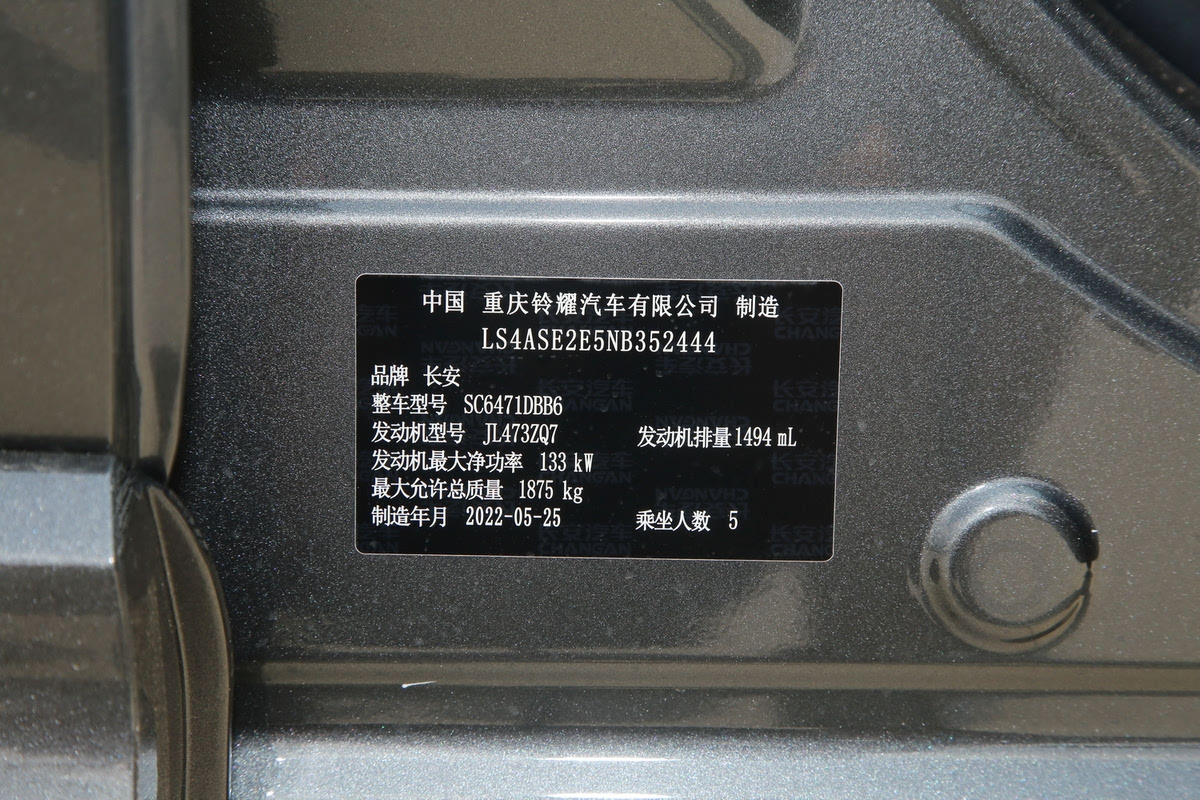 中国 重庆铃耀汽车有限公司 制造
LS4ASE2E5NB352444
品牌 长安
整车型号 SC6471DBB6
发动机型号 JL473ZQ7 发动机排量 1494 mL
发动机最大净功率 133 kW
最大允许总质量 1875 kg
制造年月 2022-05-25 乘坐人数 5